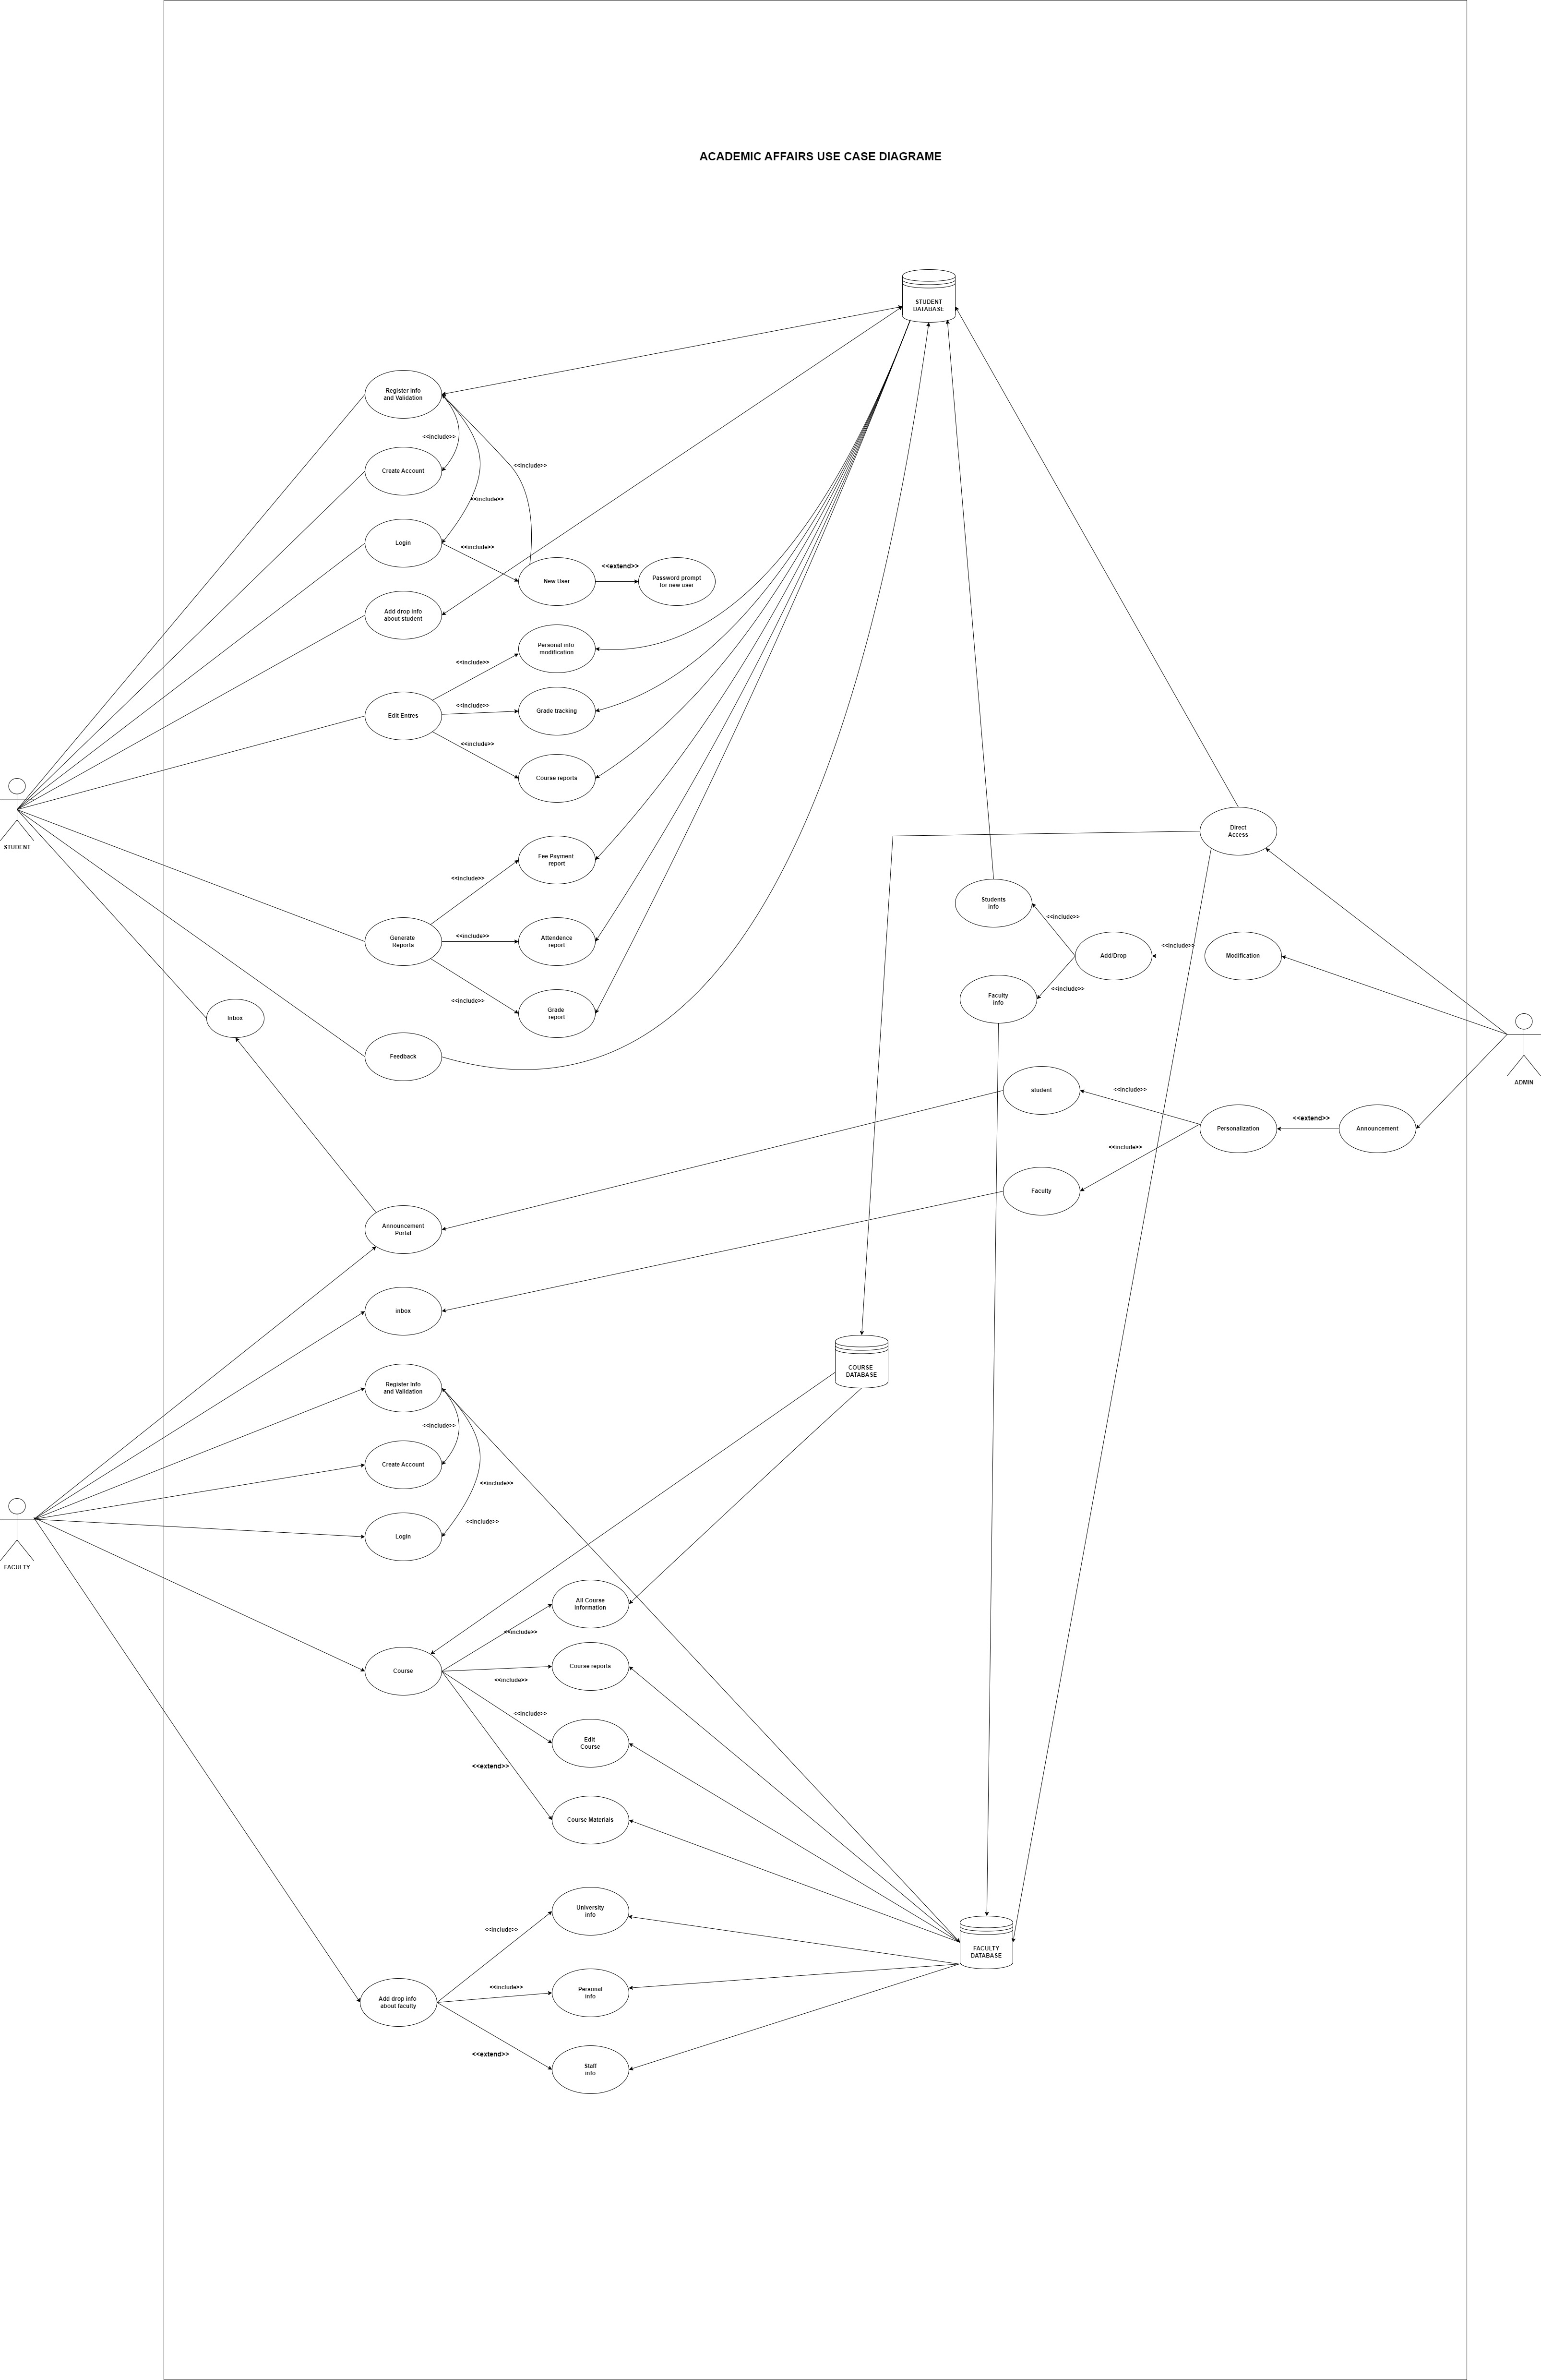 ACADEMIC AFFAIRS USE CASE DIAGRAME
STUDENT
DATABASE
Register Info
and Validation
<<include>>
<<include>>
Create Account
<<include>>
Login
<<include>>
<<extend>>
New User
Password prompt
for new user
Add drop info
about student
Personal info
modification
<<include>>
<<include>>
Grade tracking
Edit Entres
<<include>>
Course reports
STUDENT
Direct
Access
Fee Payment
report
<<include>>
Students
info
<<include>>
Generate
Reports
<<include>>
Attendence
report
<<include>>
Add/Drop
Modification
<<include>>
Faculty
info
<<include>>
Grade
report
Inbox
Feedback
ADMIN
student
<<include>>
<<extend>>
Personalization
Announcement
<<include>>
Faculty
Announcement
Portal
inbox
COURSE
DATABASE
Register Info
and Validation
<<include>>
Create Account
<<include>>
<<include>>
Login
FACULTY
All Course
Information
<<include>>
Course
Course reports
<<include>>
<<include>>
Edit
Course
<<extend>>
Course Materials
University
info
<<include>>
FACULTY
DATABASE
<<include>>
Personal
info
Add drop info
about faculty
<<extend>>
Staff
info